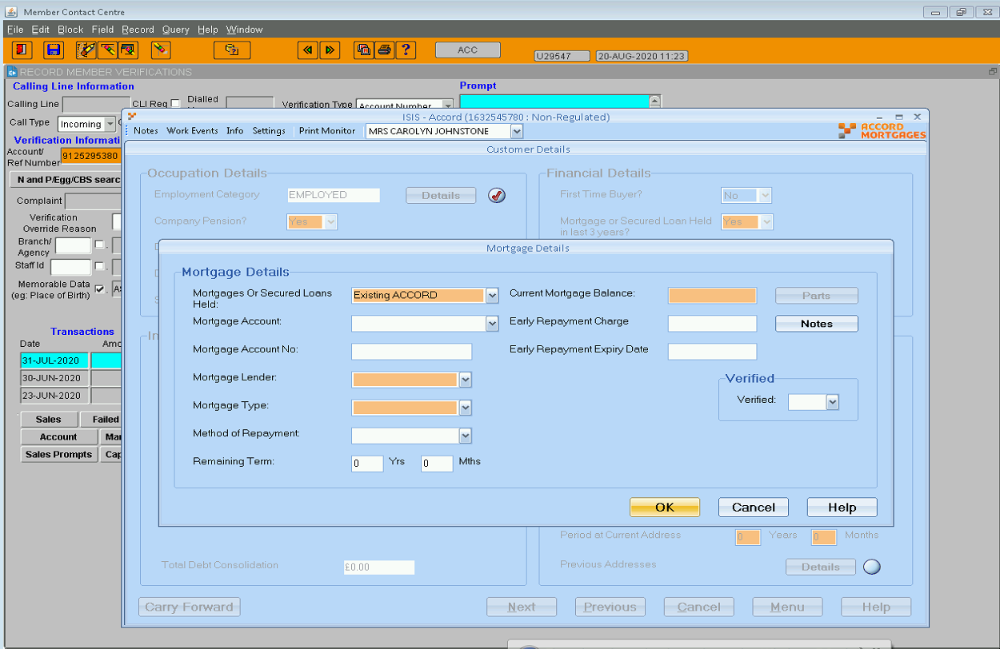 Member Contact Centre
File Edit Block Field Record Query Help Window
ACC U29547 20-AUG-2020 11:23
RECORD MEMBER VERIFICATIONS
Calling Line Information Prompt
Calling Line CLI Req Dialled Verification Type Account Number
Call Type Incoming
ISIS - Accord (1632545780 : Non-Regulated)
Notes Work Events Info Settings Print Monitor MRS CAROLYN JOHNSTONE
ACCORD
MORTGAGES
Customer Details
Verification Informati
Account/
Ref Number 9125295380
N and P/Egg/CBS searc
Complaint
Verification
Override Reason
Branch/
Agency
Staff Id
Memorable Data
(eg: Place of Birth)
Transactions
Date Amo
31-JUL-2020
30-JUN-2020
23-JUN-2020
Sales Failed
Account Mar
Sales Prompts Cap
Occupation Details
Employment Category EMPLOYED Details
Company Pension? Yes
Financial Details
First Time Buyer? No
Mortgage or Secured Loan Held
in last 3 years? Yes
Mortgage Details
Mortgage Details
Mortgages Or Secured Loans
Held: Existing ACCORD
Mortgage Account:
Mortgage Account No:
Mortgage Lender:
Mortgage Type:
Method of Repayment:
Remaining Term: 0 Yrs 0 Mths
Current Mortgage Balance: Parts
Early Repayment Charge Notes
Early Repayment Expiry Date
Verified
Verified:
OK Cancel Help
Period at Current Address 0 Years 0 Months
Total Debt Consolidation £0.00
Previous Addresses Details
Carry Forward Next Previous Cancel Menu Help